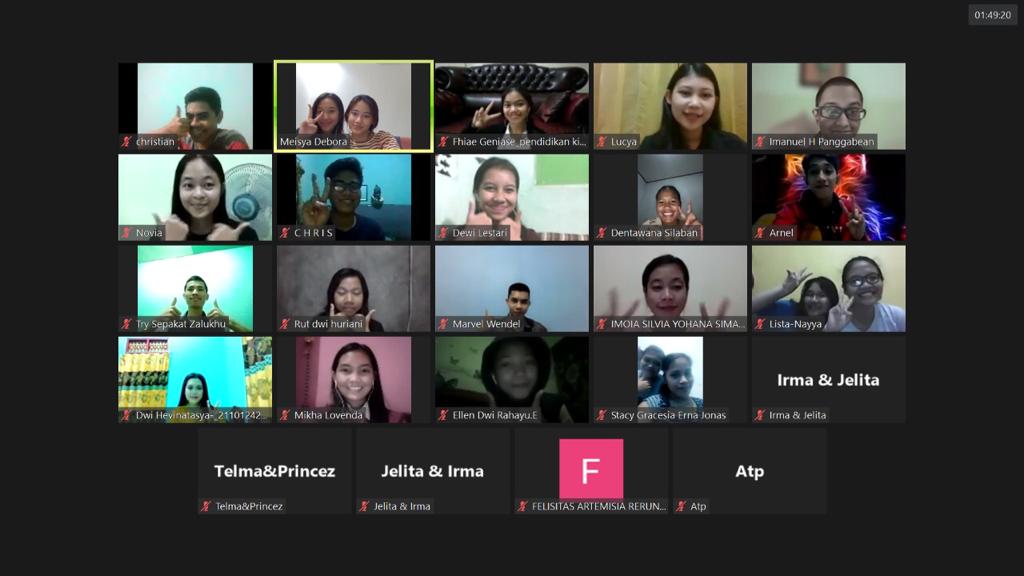 01:49:20
christian
Meisya Debora
Fhiae Geniase_pendidikan ki...
Lucya
Imanuel H Panggabean
Novia
C H R I S
Dewi Lestari
Dentawana Silaban
Arnel
Try Sepakat Zalukhu
Rut dwi huriani
Marvel Wendel
IMOIA SILVIA YOHANA SIMA...
Lista-Nayya
Dwi Hevinatasya-_21101242...
Mikha Lovenda
Ellen Dwi Rahayu.E
Stacy Gracesia Erna Jonas
Irma & Jelita
Irma & Jelita
Telma&Princez
Telma&Princez
Jelita & Irma
Jelita & Irma
F
FELISITAS ARTEMISIA RERUN...
Atp
Atp